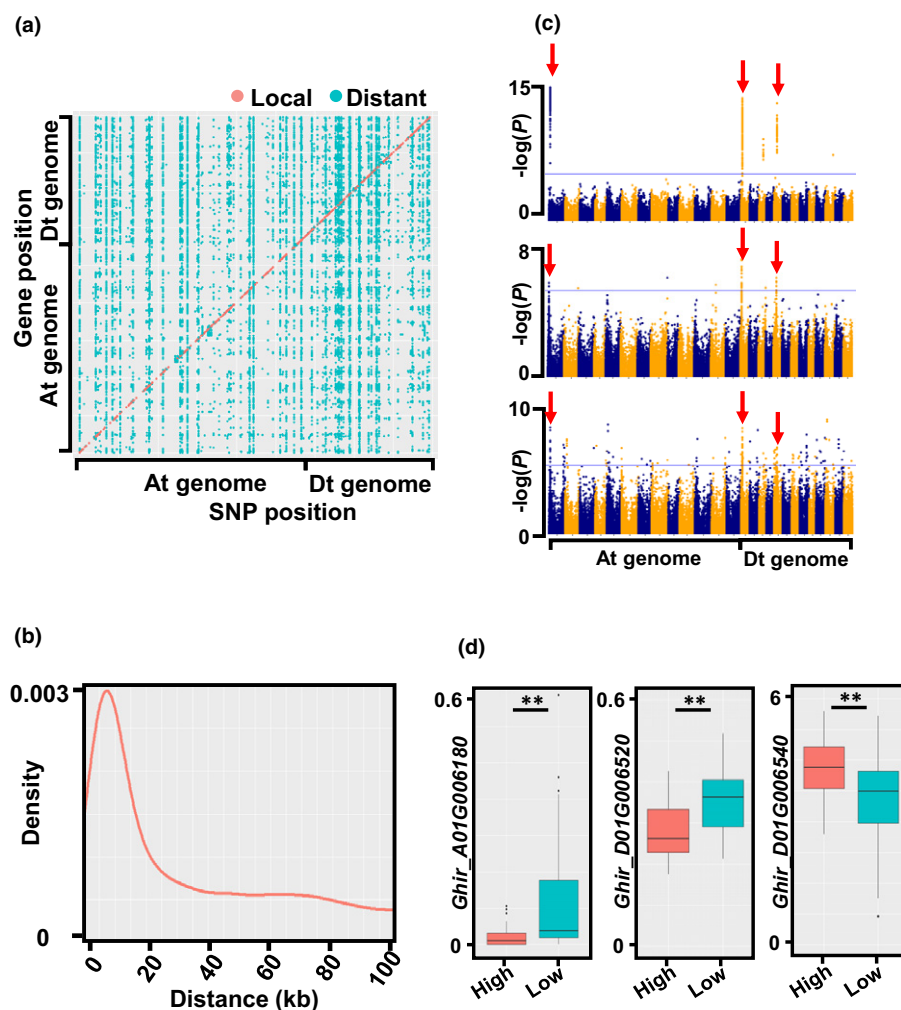 (a)
Local Distant
Gene position
At genome Dt genome
At genome Dt genome
SNP position
(b)
Density
0.003
0
0 20 40 60 80 100
Distance (kb)
(c)
-log(P)
15
0
-log(P)
8
0
-log(P)
10
0
At genome Dt genome
(d)
Ghir_A01G006180
0.6
0
**
High Low
Ghir_D01G006520
0.6
0
**
High Low
Ghir_D01G006540
6
0
**
High Low